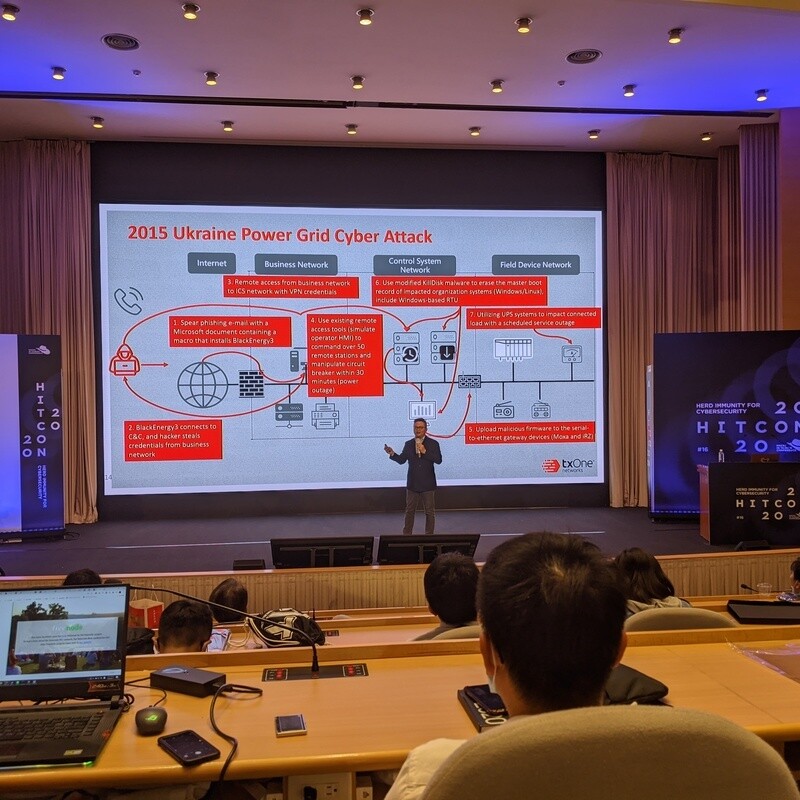 2015 Ukraine Power Grid Cyber Attack
Internet
Business Network
Control System
Network
Field Device Network
3. Remote access from business network
to ICS network with VPN credentials
6. Use modified KillDisk malware to erase the master boot
record of impacted organization systems (Windows/Linux),
include Windows-based RTU
1. Spear phishing e-mail with a
Microsoft document containing a
macro that installs BlackEnergy3
4. Use existing remote
access tools (simulate
operator HMI) to
command over 50
remote stations and
manipulate circuit
breaker within 30
minutes (power
outage)
7. Utilizing UPS systems to impact connected
load with a scheduled service outage
2. BlackEnergy3 connects to
C&C, and hacker steals
credentials from business
network
5. Upload malicious firmware to the serial-
to-ethernet gateway devices (Moxa and iRZ)
14
txOne
networks
HITCON
20
20
HERD IMMUNITY FOR
CYBERSECURITY
HERD IMMUNITY FOR
CYBERSECURITY
HITCON
#16
20
HERD IMMUNITY FOR
CYBERSECURITY
HITCON
#16
20